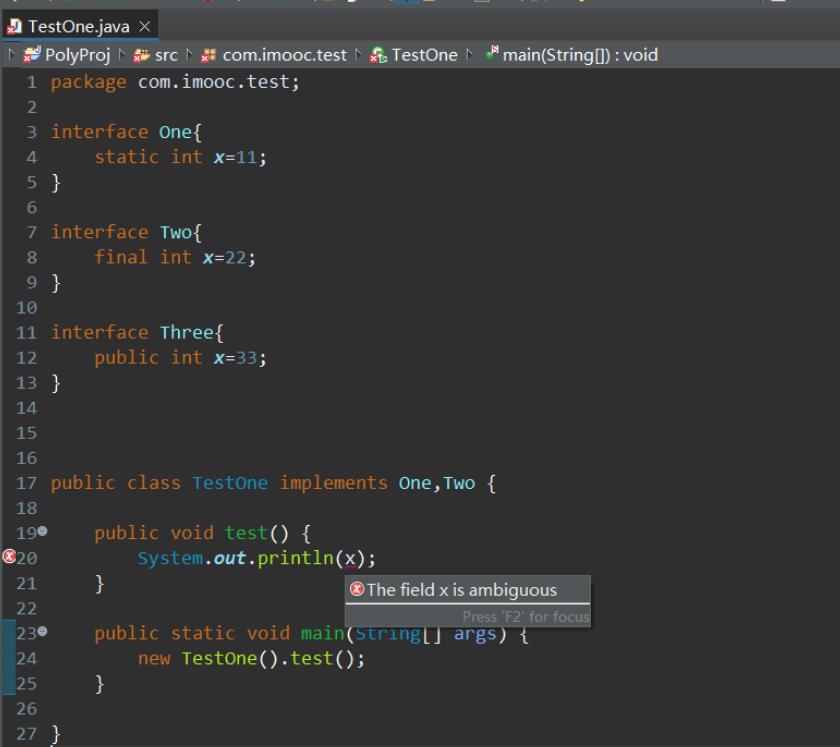 TestOne.java
PolyProj src com.imooc.test TestOne main(String[]) : void
1 package com.imooc.test;
2
3 interface One{
4     static int x=11;
5 }
6
7 interface Two{
8     final int x=22;
9 }
10
11 interface Three{
12     public int x=33;
13 }
14
15
16
17 public class TestOne implements One,Two {
18
19     public void test() {
20         System.out.println(x);
21     }
The field x is ambiguous
22
Press 'F2' for focus
23     public static void main(String[] args) {
24         new TestOne().test();
25     }
26
27 }